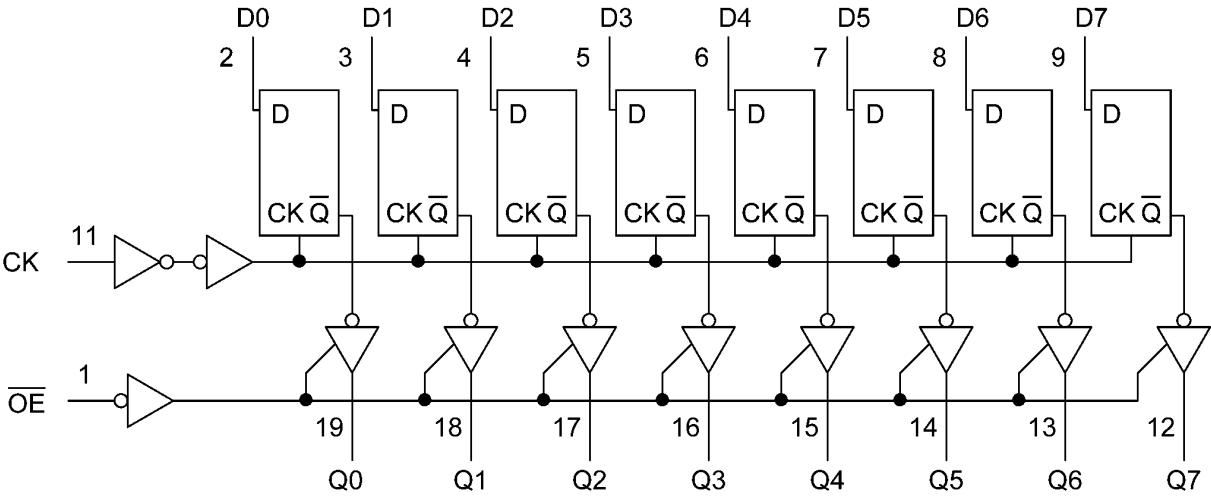 D0 D1 D2 D3 D4 D5 D6 D7
2 3 4 5 6 7 8 9
D D D D D D D D
CK Q̅ CK Q̅ CK Q̅ CK Q̅ CK Q̅ CK Q̅ CK Q̅ CK Q̅
11
CK
1
O̅E̅
19 18 17 16 15 14 13 12
Q0 Q1 Q2 Q3 Q4 Q5 Q6 Q7